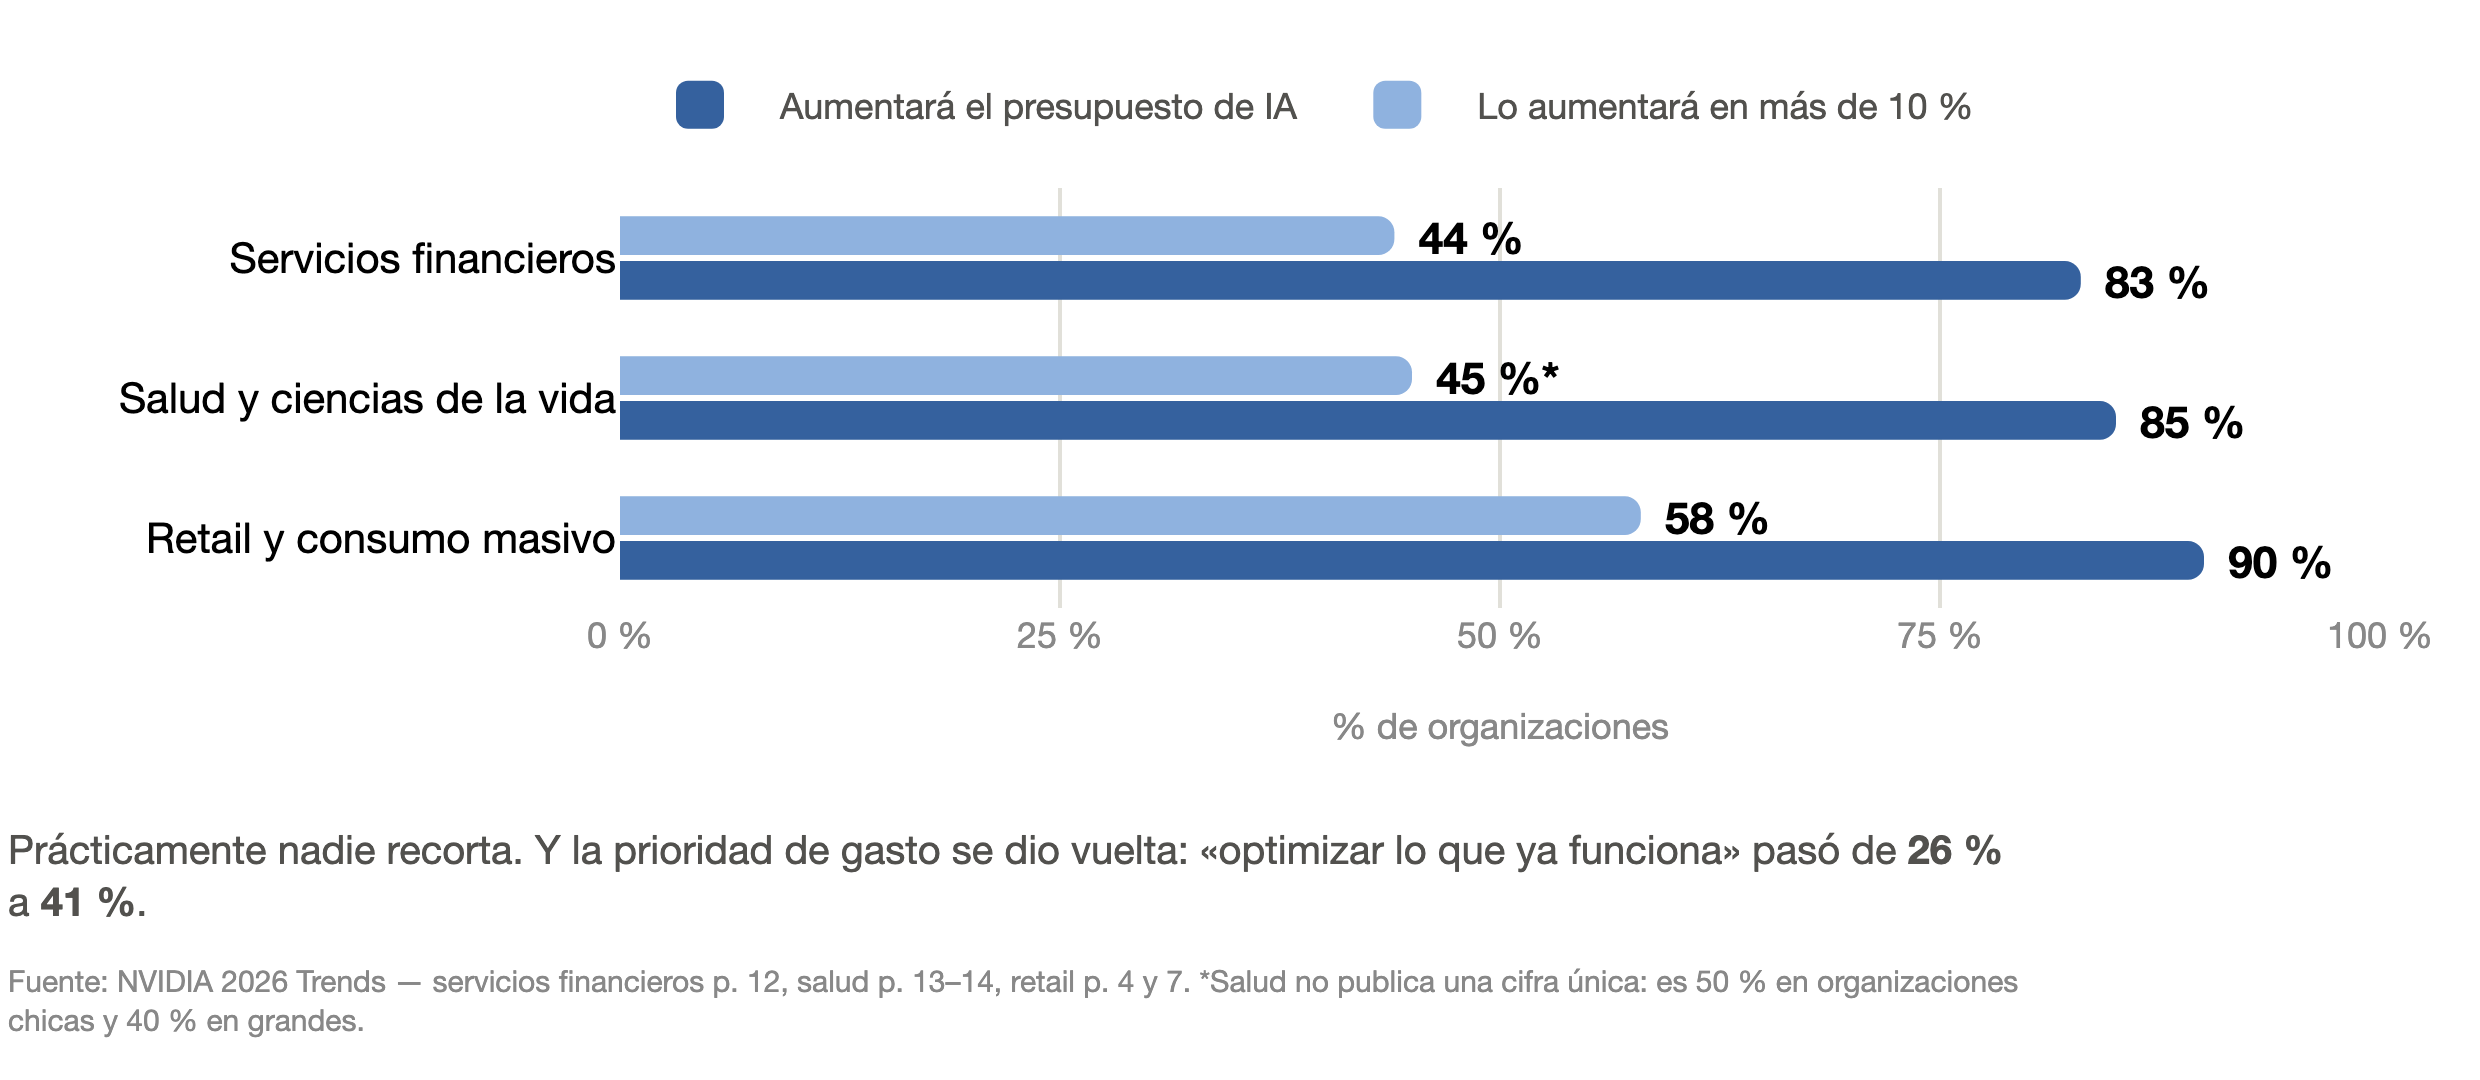 Aumentará el presupuesto de IA Lo aumentará en más de 10 %
44 %
Servicios financieros
83 %
45 %*
Salud y ciencias de la vida
85 %
58 %
Retail y consumo masivo
90 %
0 % 25 % 50 % 75 % 100 %
% de organizaciones
Prácticamente nadie recorta. Y la prioridad de gasto se dio vuelta: «optimizar lo que ya funciona» pasó de 26 %
a 41 %.
Fuente: NVIDIA 2026 Trends — servicios financieros p. 12, salud p. 13–14, retail p. 4 y 7. *Salud no publica una cifra única: es 50 % en organizaciones
chicas y 40 % en grandes.